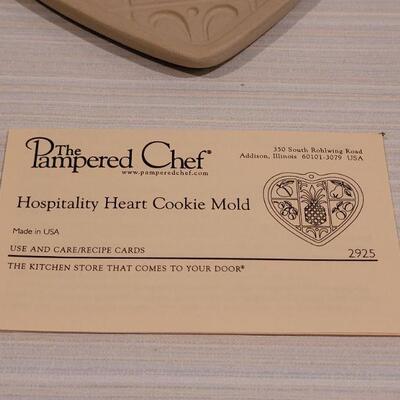 The
Pampered Chef®
www.pamperedchef.com
350 South Rohlwing Road
Addison, Illinois 60101-3079 USA
Hospitality Heart Cookie Mold
Made in USA
USE AND CARE/RECIPE CARDS
2925
THE KITCHEN STORE THAT COMES TO YOUR DOOR®